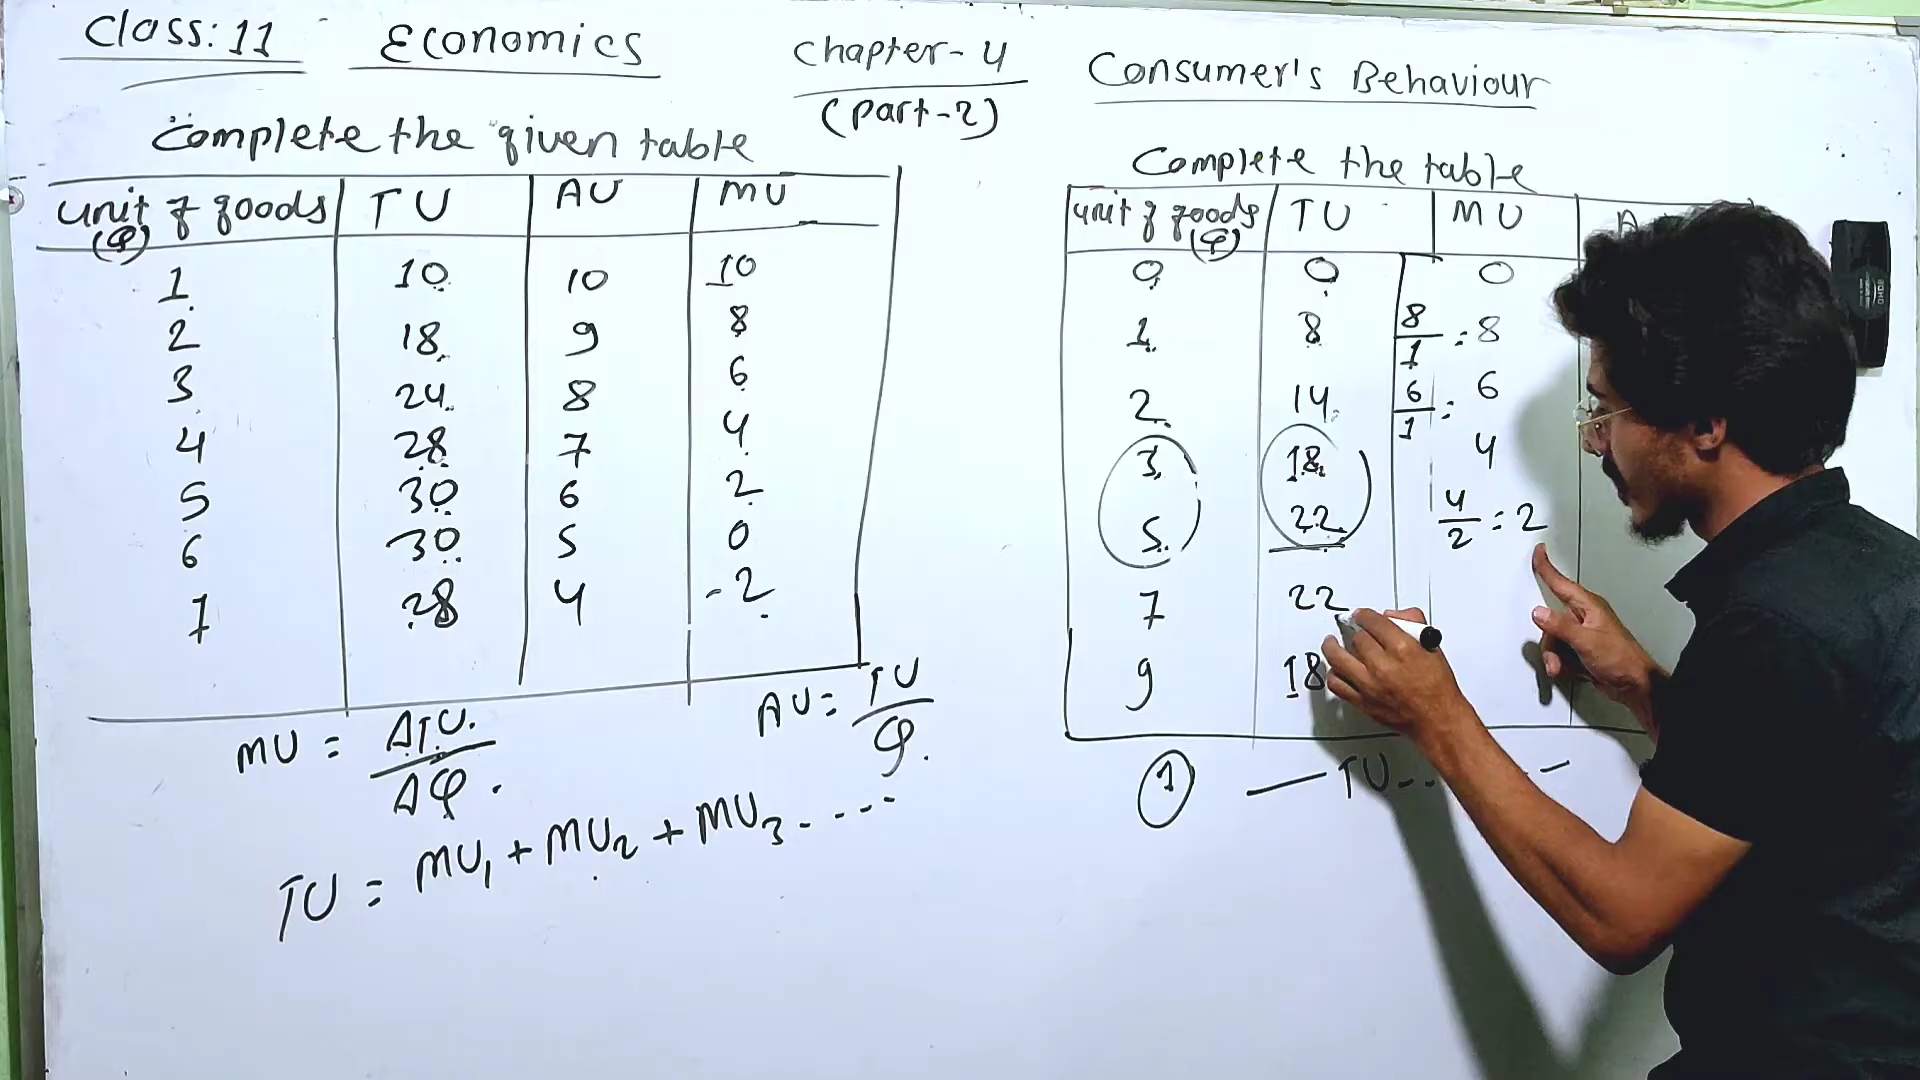 Class: 11 Economics Chapter-4 Consumer's Behaviour
(Part-2)
Complete the given table
unit of goods (Q) TU AU MU
1 10 10 10
2 18 9 8
3 24 8 6
4 28 7 4
5 30 6 2
6 30 5 0
7 28 4 -2
MU = ΔTU / ΔQ
AU = TU / Q
TU = MU1 + MU2 + MU3 - - - -
Complete the table
unit of goods (Q) TU MU A
0 0 0
1 8 8/1 = 8
2 14 6/1 = 6
3 18 4
5 22 4/2 = 2
7 22
9 18
① — TU - -